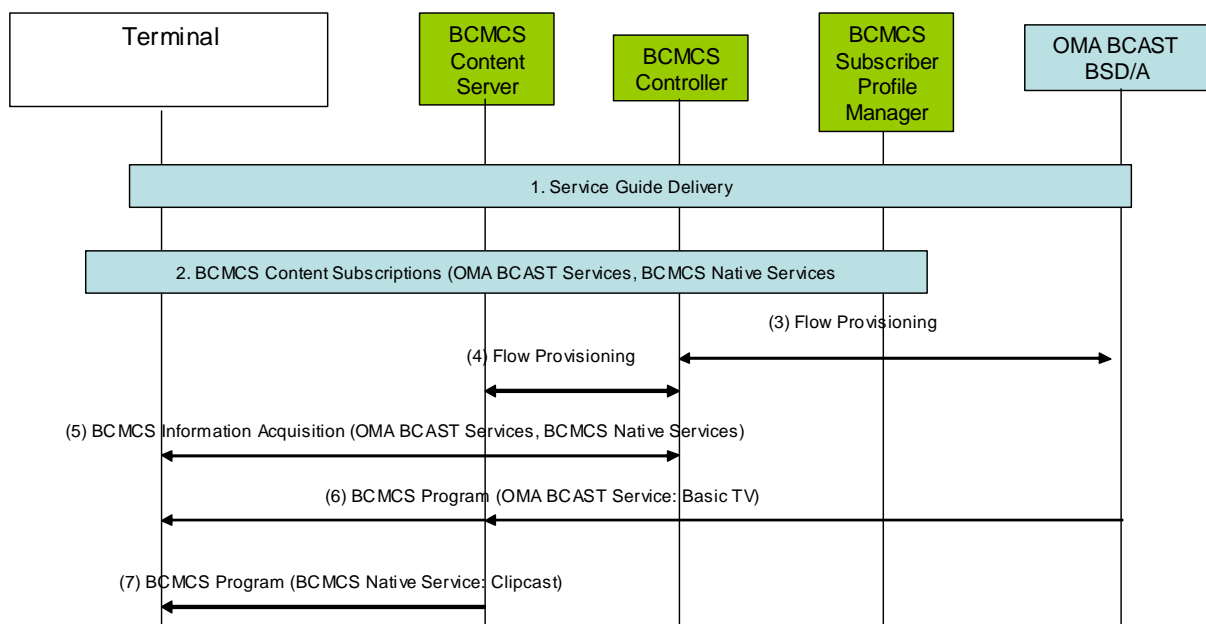 Terminal
BCMCS
Content
Server
BCMCS
Controller
BCMCS
Subscriber
Profile
Manager
OMA BCAST
BSD/A
1. Service Guide Delivery
2. BCMCS Content Subscriptions (OMA BCAST Services, BCMCS Native Services
(3) Flow Provisioning
(4) Flow Provisioning
(5) BCMCS Information Acquisition (OMA BCAST Services, BCMCS Native Services)
(6) BCMCS Program (OMA BCAST Service: Basic TV)
(7) BCMCS Program (BCMCS Native Service: Clipcast)